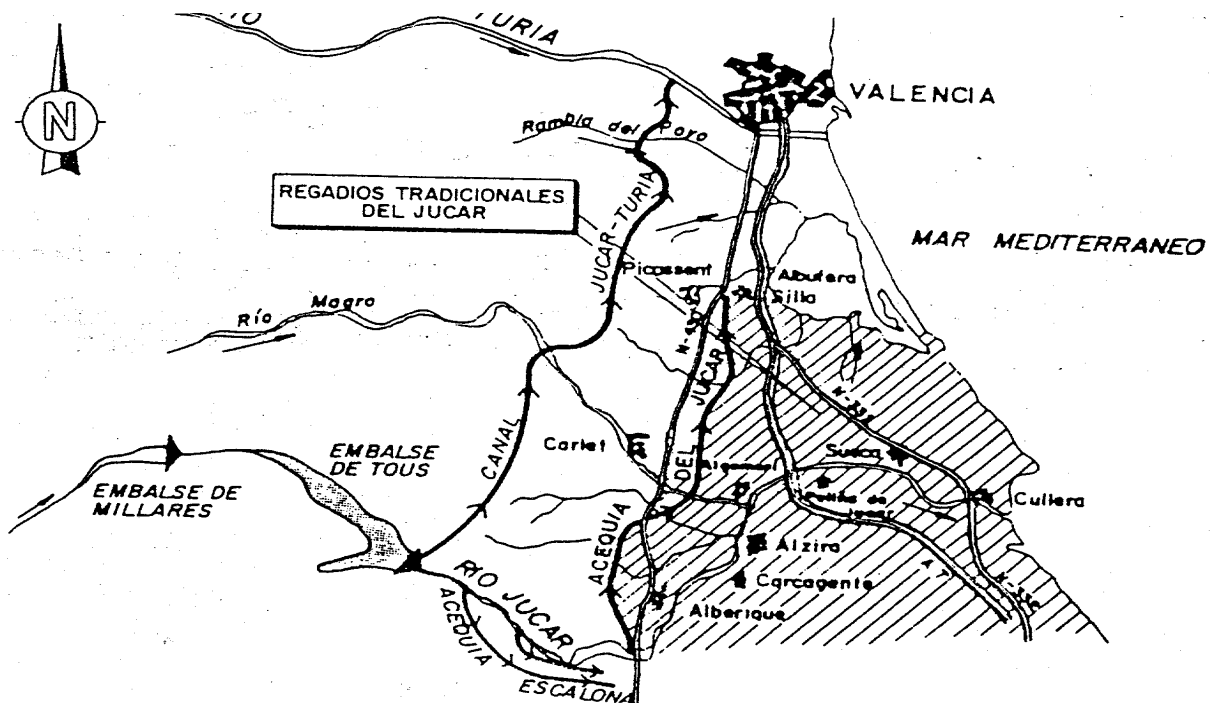 TURIA
N
VALENCIA
Rambla del Poyo
REGADIOS TRADICIONALES
DEL JUCAR
CANAL JUCAR-TURIA
MAR MEDITERRANEO
Picassent
Albufera
Silla
Río Magro
ACEQUIA DEL JUCAR
N-332
Carlet
Algemesí
Sueca
EMBALSE
DE TOUS
EMBALSE DE
MILLARES
Cullera
Alzira
Carcagente
Alberique
RIO JUCAR
ACEQUIA
ESCALONA